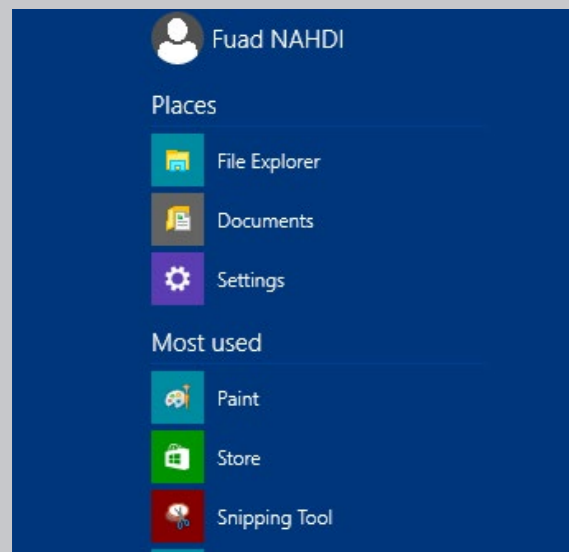 Fuad NAHDI
Places
File Explorer
Documents
Settings
Most used
Paint
Store
Snipping Tool